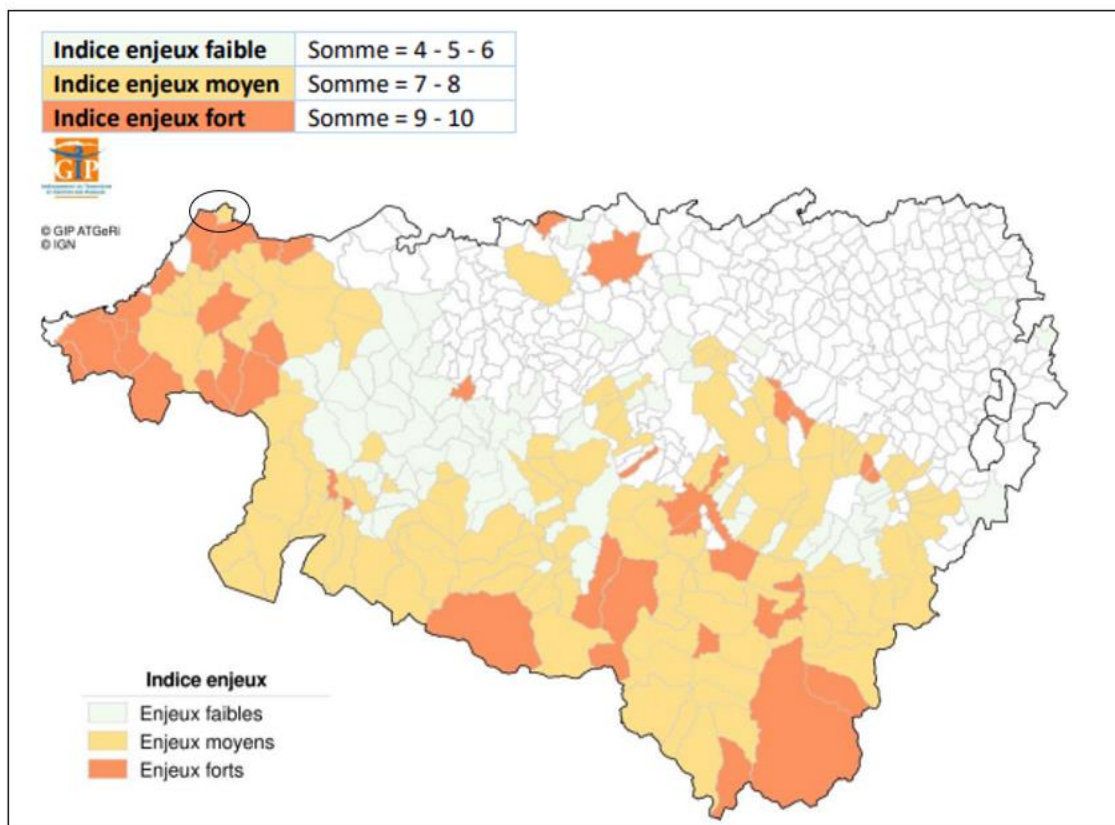 Indice enjeux faible Somme = 4 - 5 - 6
Indice enjeux moyen Somme = 7 - 8
Indice enjeux fort Somme = 9 - 10
GIP
© GIP ATGeRi
© IGN
Indice enjeux
Enjeux faibles
Enjeux moyens
Enjeux forts